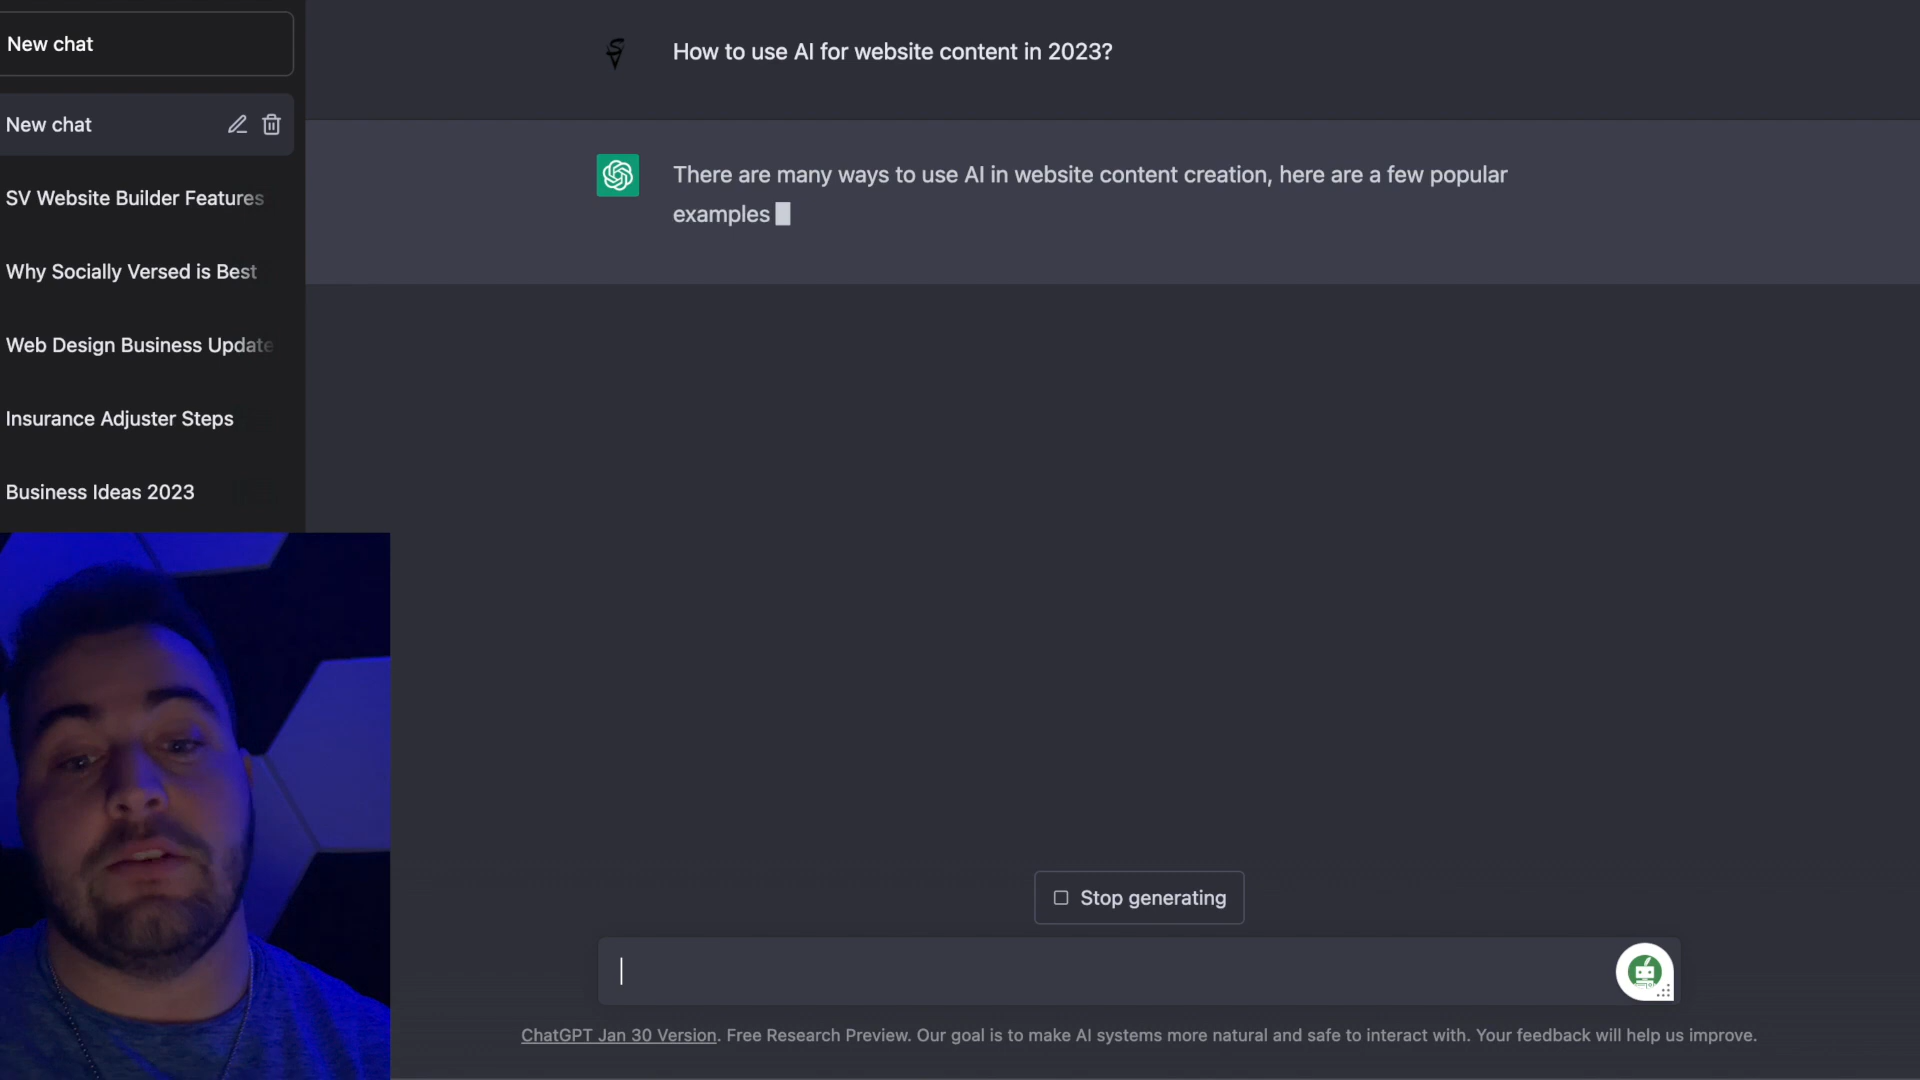 New chat
New chat
SV Website Builder Features
Why Socially Versed is Best
Web Design Business Update
Insurance Adjuster Steps
Business Ideas 2023
How to use AI for website content in 2023?
There are many ways to use AI in website content creation, here are a few popular
examples
Stop generating
ChatGPT Jan 30 Version. Free Research Preview. Our goal is to make AI systems more natural and safe to interact with. Your feedback will help us improve.